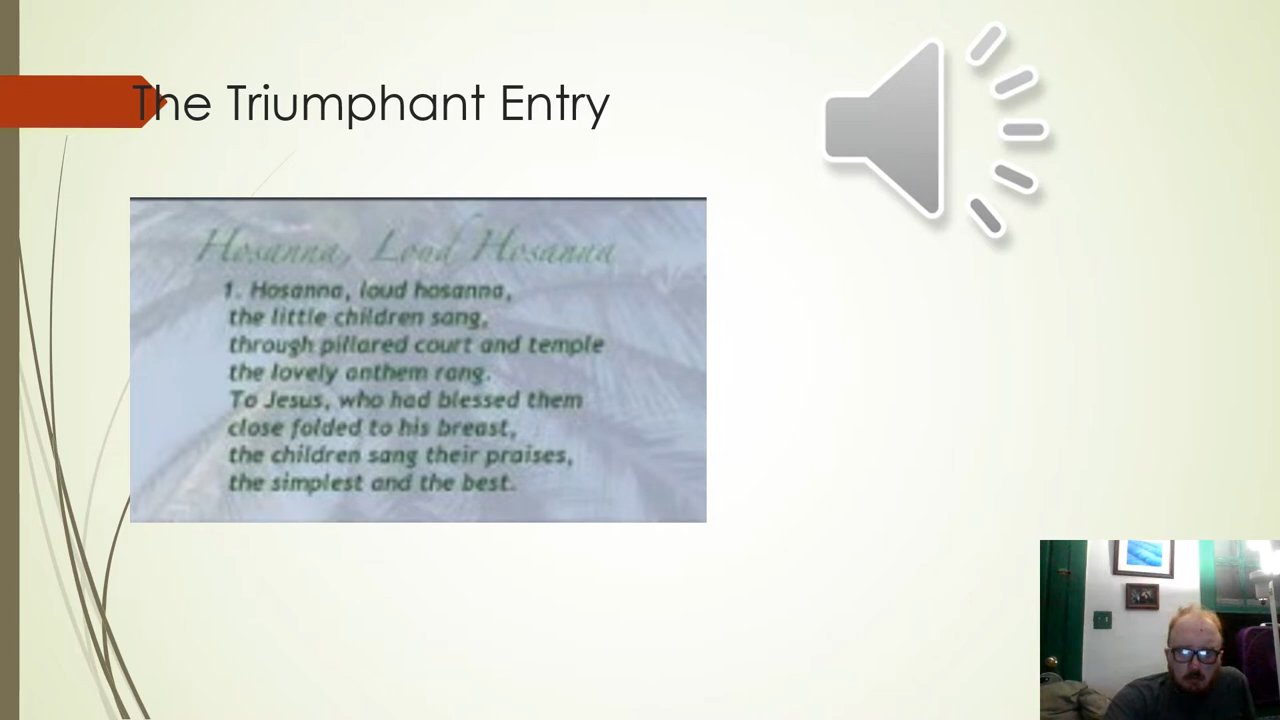 The Triumphant Entry
Hosanna, Loud Hosanna
1. Hosanna, loud hosanna,
the little children sang,
through pillared court and temple
the lovely anthem rang.
To Jesus, who had blessed them
close folded to his breast,
the children sang their praises,
the simplest and the best.